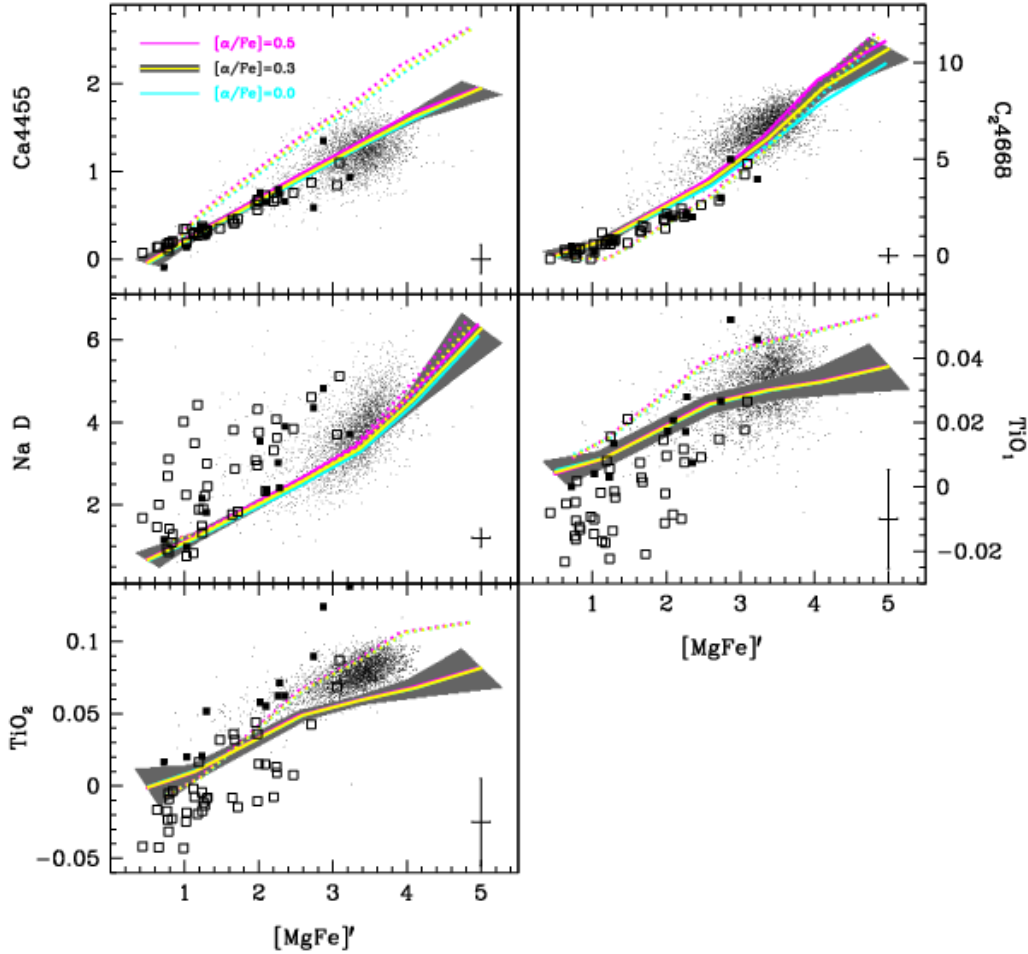 [α/Fe]=0.5
[α/Fe]=0.3
[α/Fe]=0.0
Ca4455
2
1
0
C₂4668
10
5
0
Na D
6
4
2
TiO₁
0.04
0.02
0
-0.02
1 2 3 4 5
[MgFe]′
TiO₂
0.1
0.05
0
-0.05
1 2 3 4 5
[MgFe]′